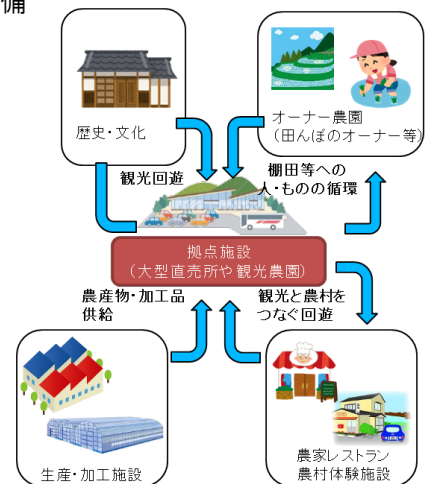 備
歴史・文化
オーナー農園
（田んぼのオーナー等）
観光回遊
棚田等への
人・ものの循環
拠点施設
（大型直売所や観光農園）
農産物・加工品
供給
観光と農村を
つなぐ回遊
生産・加工施設
農家レストラン
農村体験施設